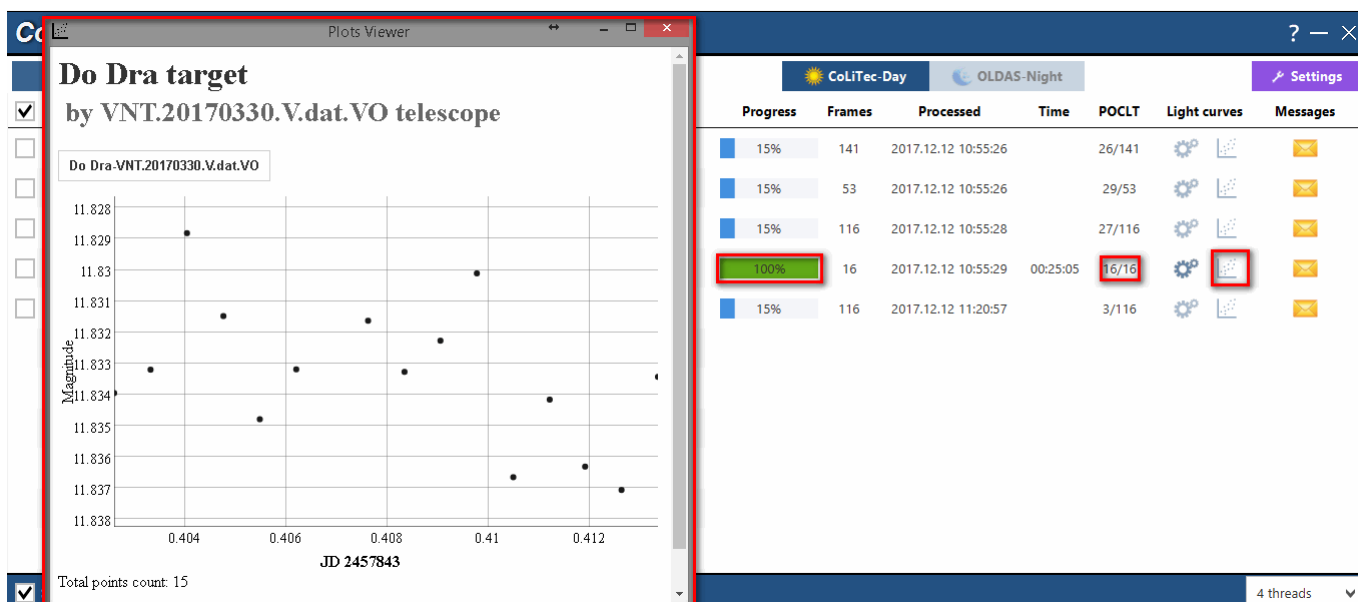 Co
Plots Viewer
? — ×
Do Dra target
by VNT.20170330.V.dat.VO telescope
Do Dra-VNT.20170330.V.dat.VO
11.828
11.829
11.83
11.831
11.832
11.833
11.834
11.835
11.836
11.837
11.838
Magnitude
0.404 0.406 0.408 0.41 0.412
JD 2457843
Total points count: 15
CoLiTec-Day OLDAS-Night Settings
Progress Frames Processed Time POCLT Light curves Messages
15% 141 2017.12.12 10:55:26 26/141
15% 53 2017.12.12 10:55:26 29/53
15% 116 2017.12.12 10:55:28 27/116
100% 16 2017.12.12 10:55:29 00:25:05 16/16
15% 116 2017.12.12 11:20:57 3/116
4 threads